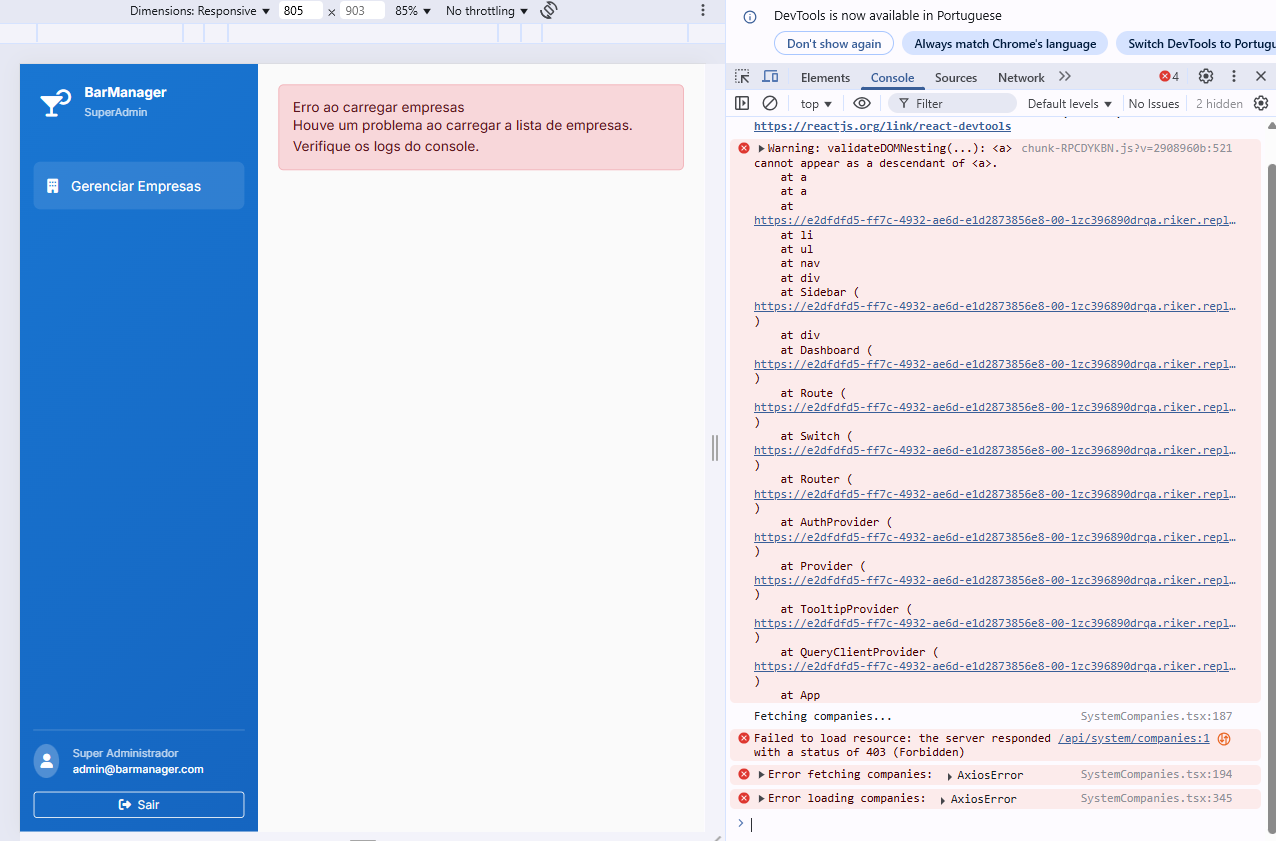 Dimensions: Responsive 805 × 903 85% No throttling
BarManager
SuperAdmin
Gerenciar Empresas
Super Administrador
admin@barmanager.com
Sair
Erro ao carregar empresas
Houve um problema ao carregar a lista de empresas.
Verifique os logs do console.
DevTools is now available in Portuguese
Don't show again Always match Chrome's language Switch DevTools to Portugu
Elements Console Sources Network 4
top Filter Default levels No Issues 2 hidden
https://reactjs.org/link/react-devtools
Warning: validateDOMNesting(...): <a> chunk-RPCDYKBN.js?v=2908960b:521
cannot appear as a descendant of <a>.
at a
at a
at
https://e2dfdfd5-ff7c-4932-ae6d-e1d2873856e8-00-1zc396890drqa.riker.repl…
at li
at ul
at nav
at div
at Sidebar (
https://e2dfdfd5-ff7c-4932-ae6d-e1d2873856e8-00-1zc396890drqa.riker.repl…
)
at div
at Dashboard (
https://e2dfdfd5-ff7c-4932-ae6d-e1d2873856e8-00-1zc396890drqa.riker.repl…
)
at Route (
https://e2dfdfd5-ff7c-4932-ae6d-e1d2873856e8-00-1zc396890drqa.riker.repl…
)
at Switch (
https://e2dfdfd5-ff7c-4932-ae6d-e1d2873856e8-00-1zc396890drqa.riker.repl…
)
at Router (
https://e2dfdfd5-ff7c-4932-ae6d-e1d2873856e8-00-1zc396890drqa.riker.repl…
)
at AuthProvider (
https://e2dfdfd5-ff7c-4932-ae6d-e1d2873856e8-00-1zc396890drqa.riker.repl…
)
at Provider (
https://e2dfdfd5-ff7c-4932-ae6d-e1d2873856e8-00-1zc396890drqa.riker.repl…
)
at TooltipProvider (
https://e2dfdfd5-ff7c-4932-ae6d-e1d2873856e8-00-1zc396890drqa.riker.repl…
)
at QueryClientProvider (
https://e2dfdfd5-ff7c-4932-ae6d-e1d2873856e8-00-1zc396890drqa.riker.repl…
)
at App
Fetching companies... SystemCompanies.tsx:187
Failed to load resource: the server responded /api/system/companies:1
with a status of 403 (Forbidden)
Error fetching companies: AxiosError SystemCompanies.tsx:194
Error loading companies: AxiosError SystemCompanies.tsx:345